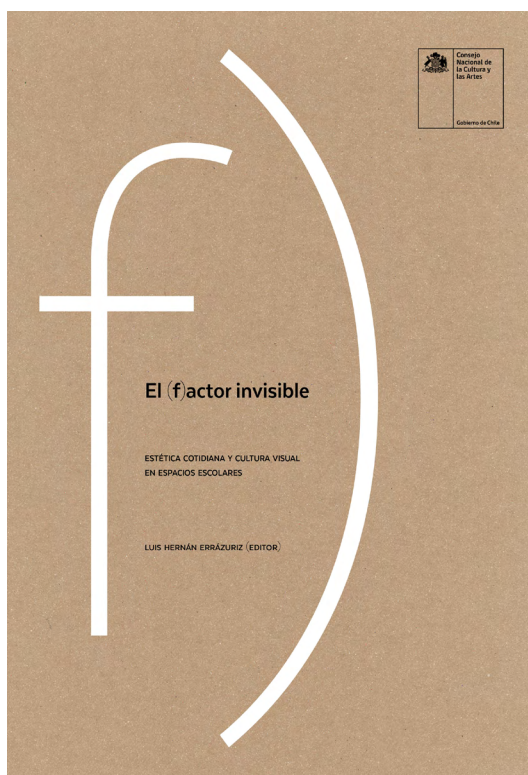 Consejo
Nacional de
la Cultura y
las Artes
Gobierno de Chile
f)
El (f)actor invisible
ESTÉTICA COTIDIANA Y CULTURA VISUAL
EN ESPACIOS ESCOLARES
LUIS HERNÁN ERRÁZURIZ (EDITOR)